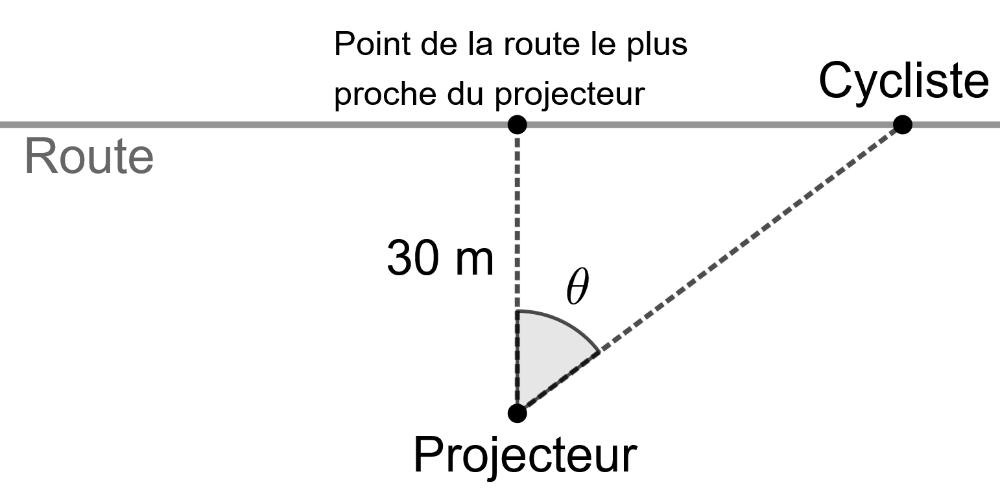 Point de la route le plus
proche du projecteur
Cycliste
Route
30 m
θ
Projecteur